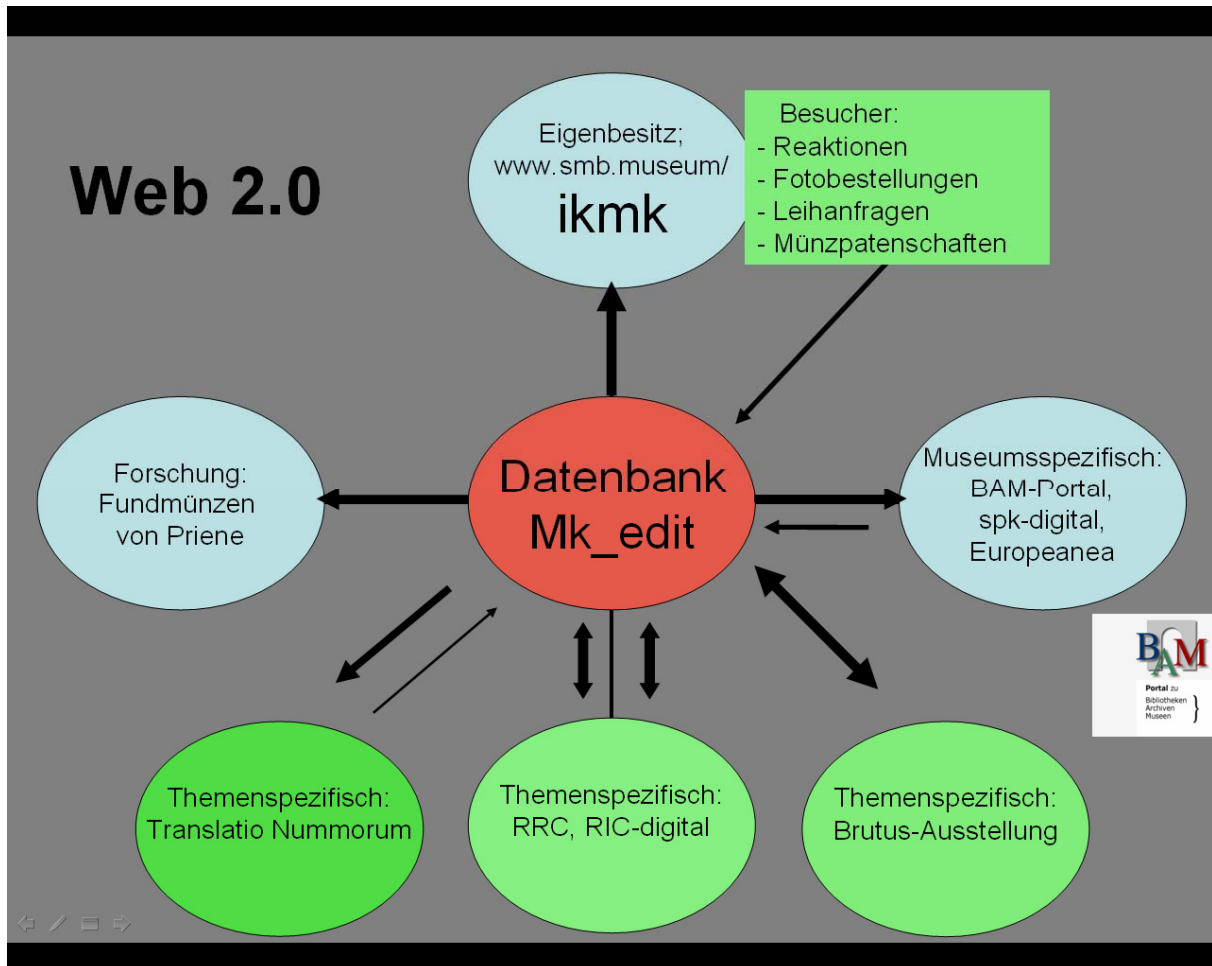 Web 2.0
Eigenbesitz;
www.smb.museum/
ikmk
Besucher:
- Reaktionen
- Fotobestellungen
- Leihanfragen
- Münzpatenschaften
Forschung:
Fundmünzen
von Priene
Datenbank
Mk_edit
Museumsspezifisch:
BAM-Portal,
spk-digital,
Europeanea
BAM
Portal zu
Bibliotheken
Archiven
Museen
Themenspezifisch:
Translatio Nummorum
Themenspezifisch:
RRC, RIC-digital
Themenspezifisch:
Brutus-Ausstellung